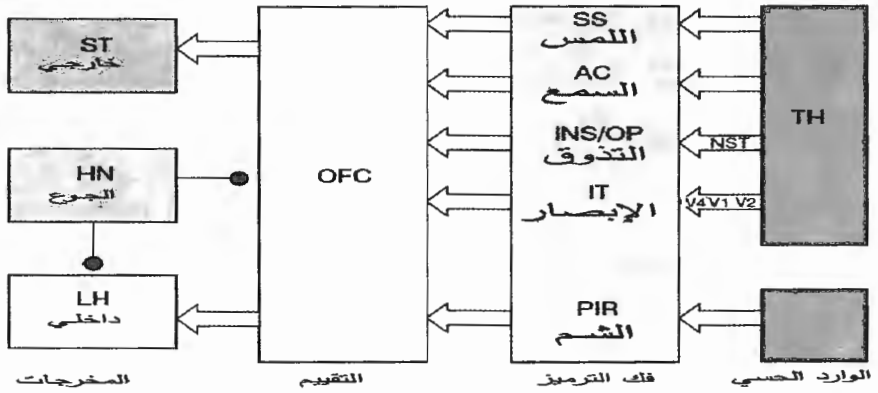 SS
اللمس
AC
السمع
INS/OP
التذوق
IT
الإبصار
PIR
الشم
TH
NST
V4 V1 V2
OFC
ST
خارجي
HN
الجوع
LH
داخلي
الوارد الحسي
فك الترميز
التقييم
المخرجات